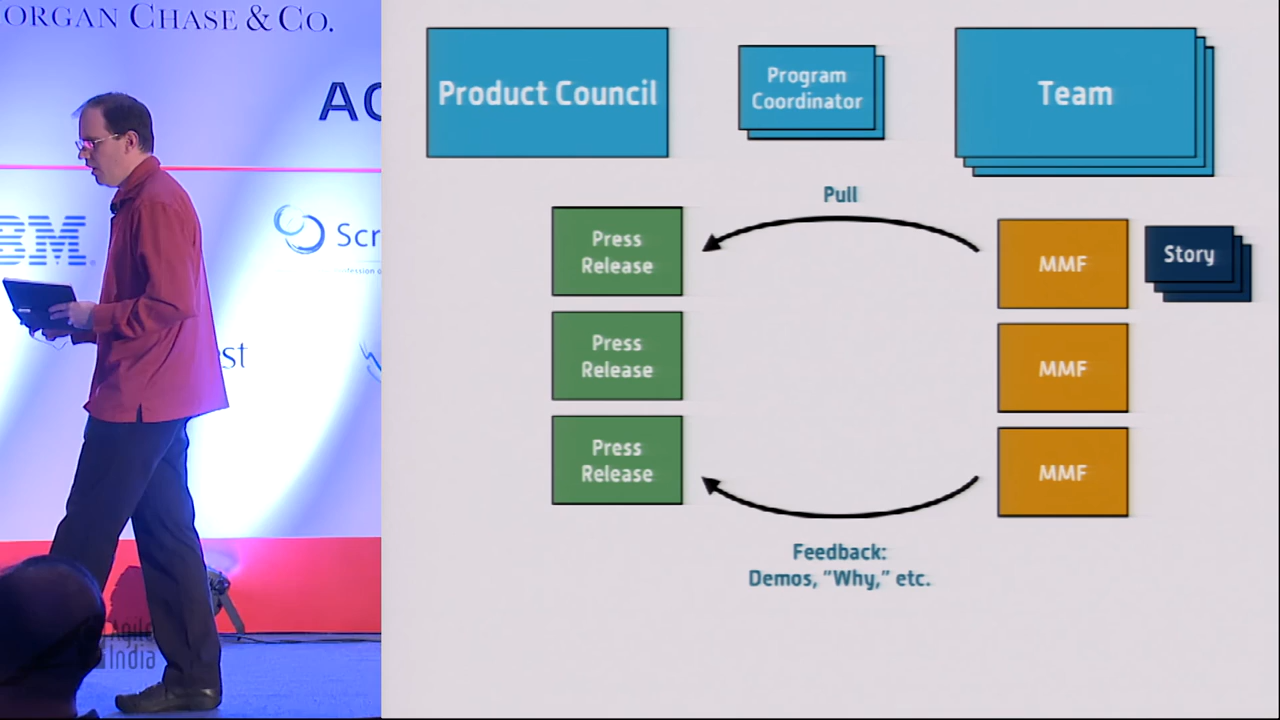 ORGAN CHASE & CO.
AC
BM
Scr
st
Agile
India
Product Council
Program
Coordinator
Team
Pull
Press
Release
MMF
Story
Press
Release
MMF
Press
Release
MMF
Feedback:
Demos, "Why," etc.